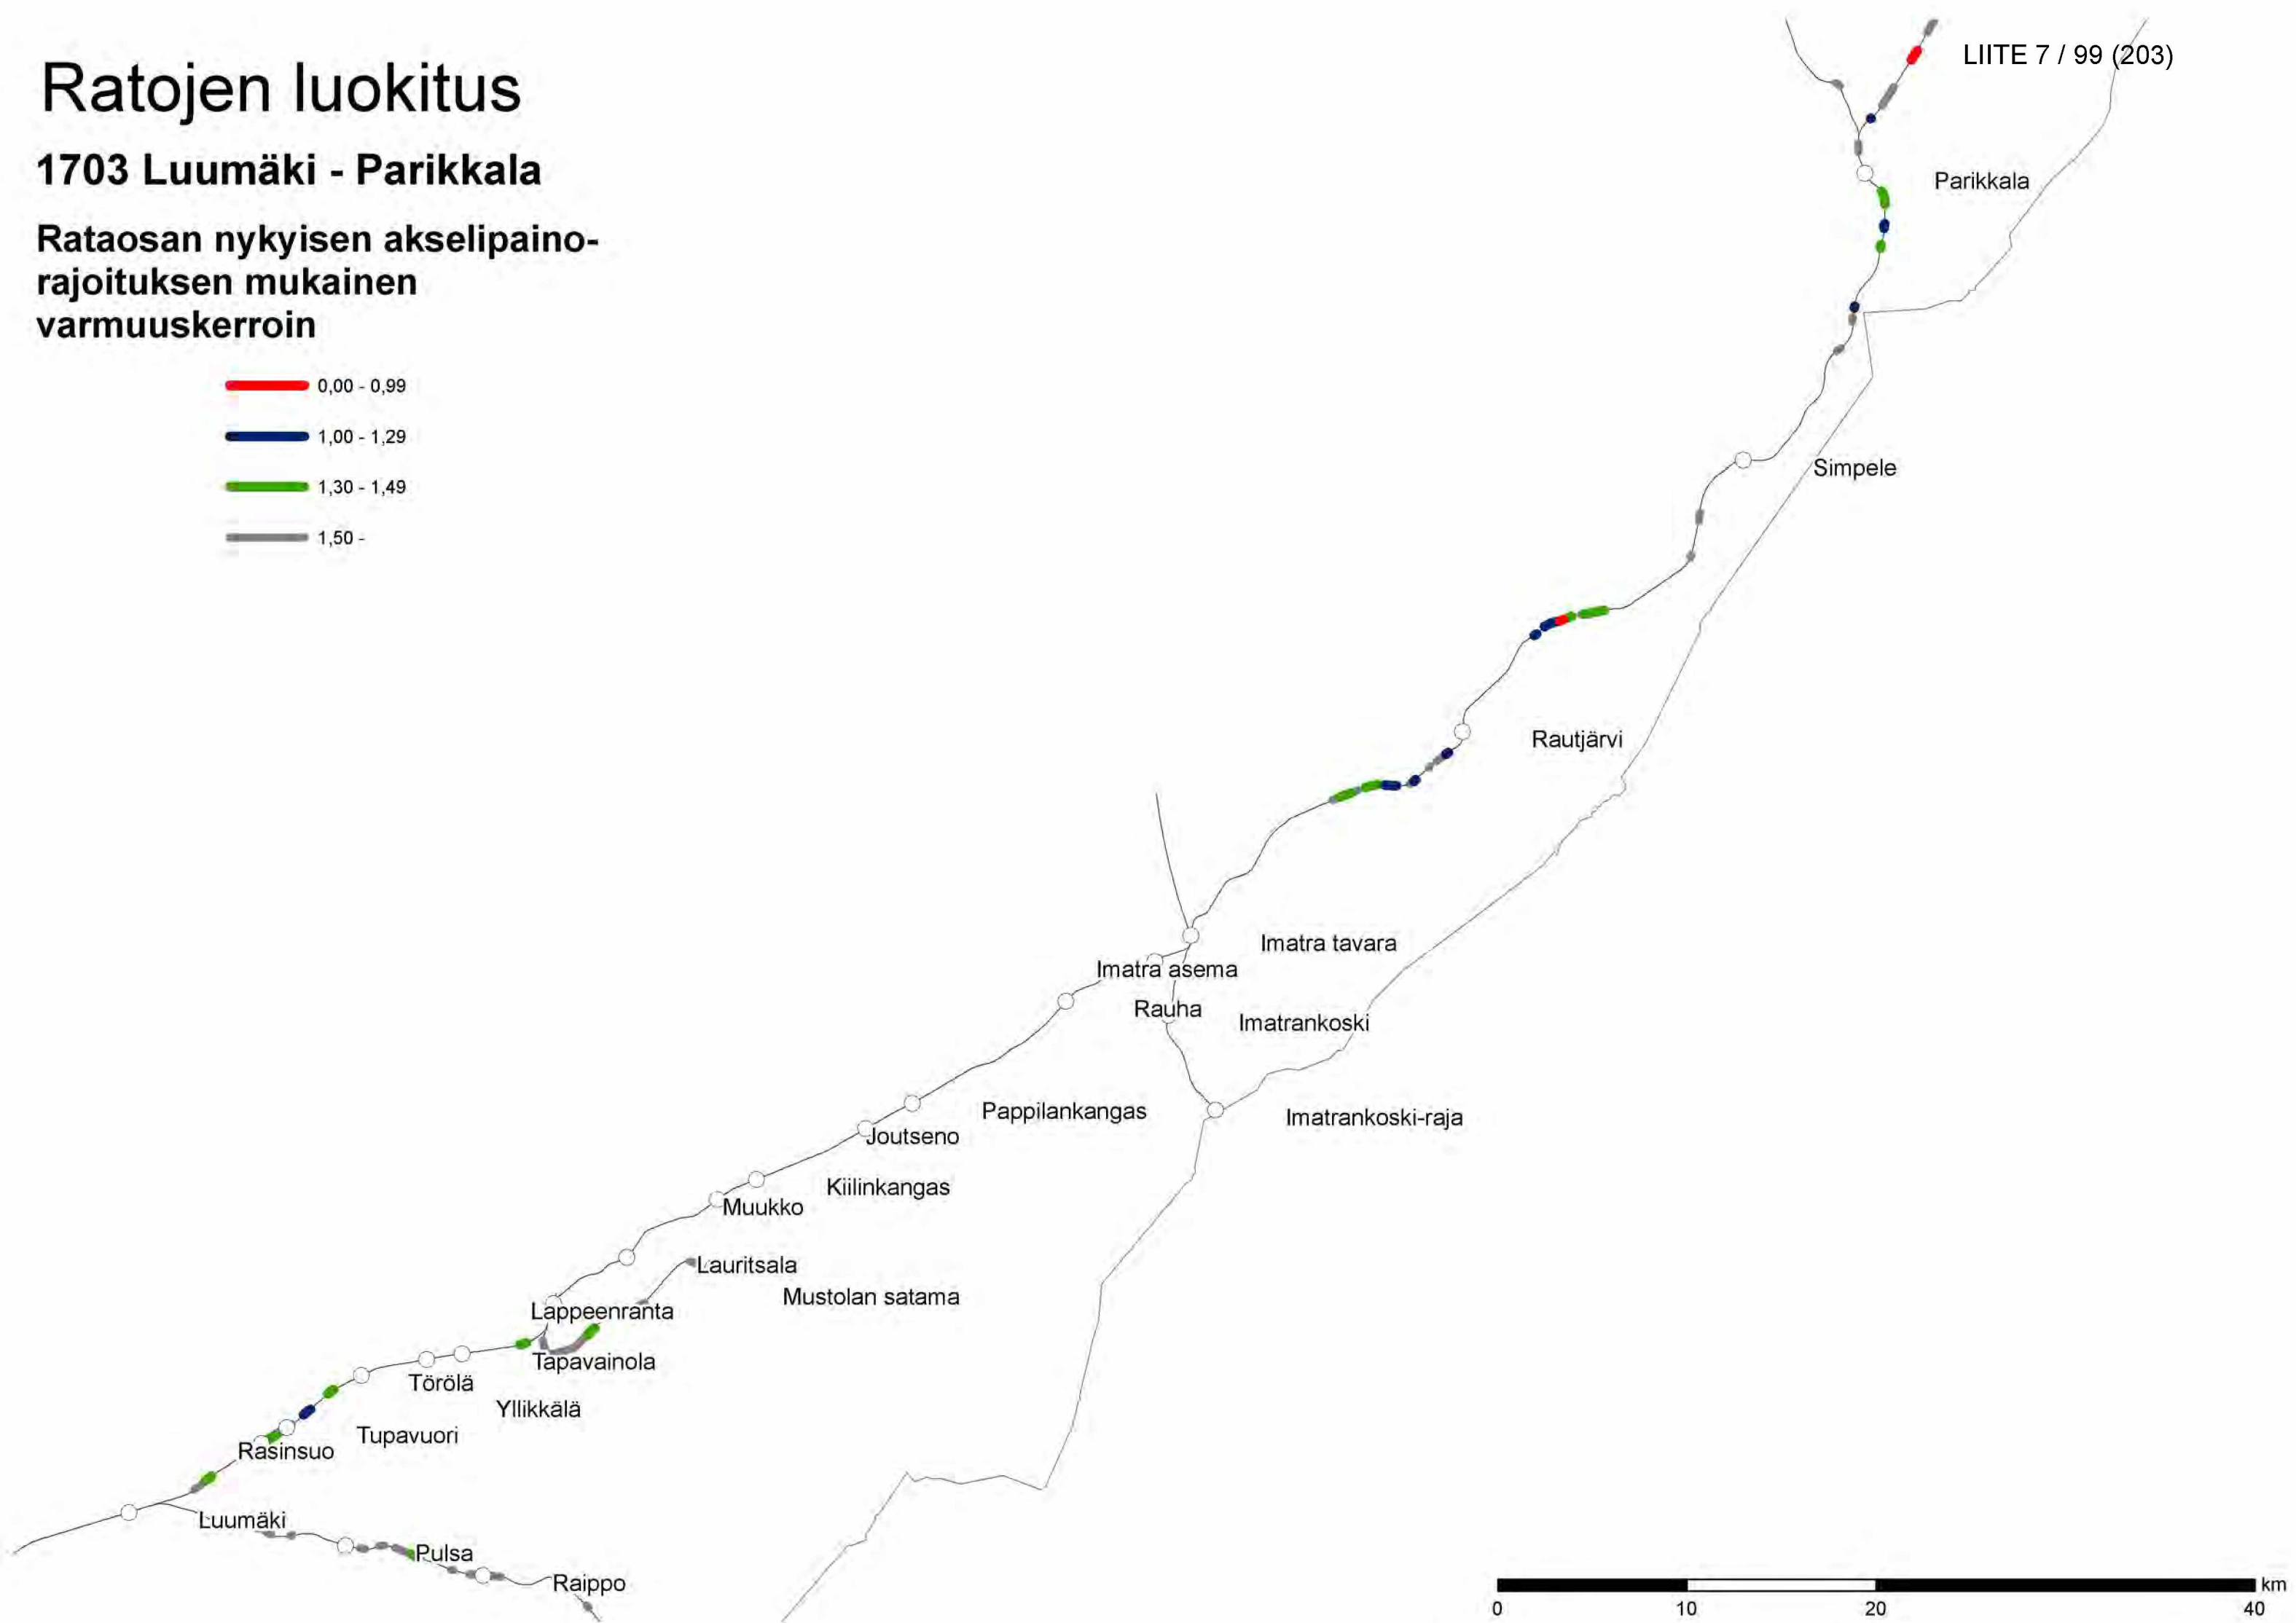 LIITE 7 / 99 (203)
Ratojen luokitus
1703 Luumäki - Parikkala
Rataosan nykyisen akselipaino-
rajoituksen mukainen
varmuuskerroin
0,00 - 0,99
1,00 - 1,29
1,30 - 1,49
1,50 -
Parikkala
Simpele
Rautjärvi
Imatra tavara
Imatra asema
Rauha
Imatrankoski
Pappilankangas
Imatrankoski-raja
Joutseno
Kiilinkangas
Muukko
Lauritsala
Mustolan satama
Lappeenranta
Tapavainola
Törölä
Yllikkälä
Tupavuori
Rasinsuo
Luumäki
Pulsa
Raippo
km
0 10 20 40